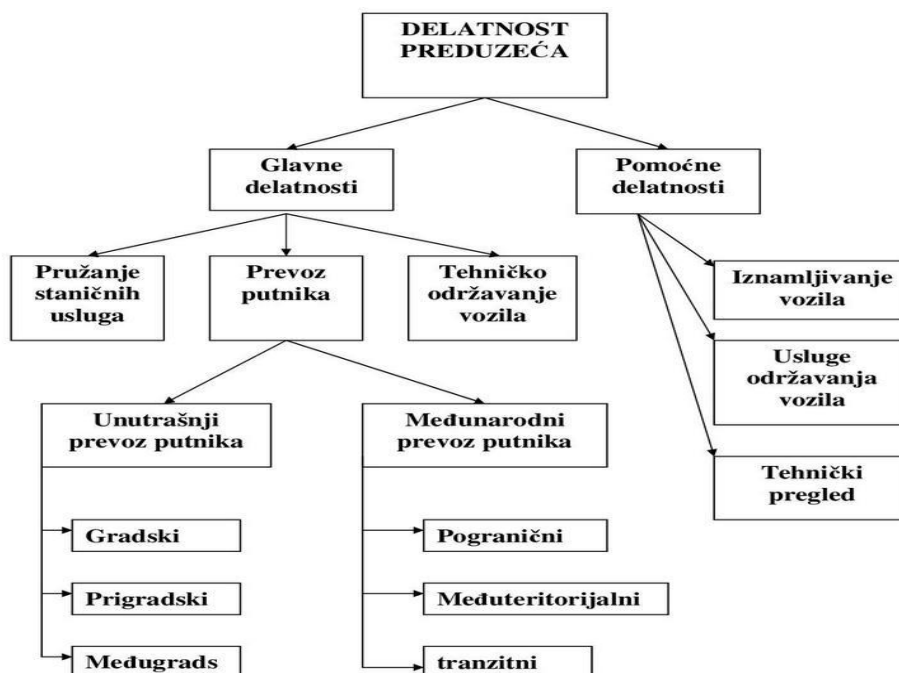 DELATNOST
PREDUZEĆA
Glavne
delatnosti
Pomoćne
delatnosti
Pružanje
staničnih
usluga
Prevoz
putnika
Tehničko
održavanje
vozila
Iznamljivanje
vozila
Usluge
održavanja
vozila
Tehnički
pregled
Unutrašnji
prevoz putnika
Međunarodni
prevoz putnika
Gradski
Prigradski
Međugrads
Pogranični
Međuteritorijalni
tranzitni